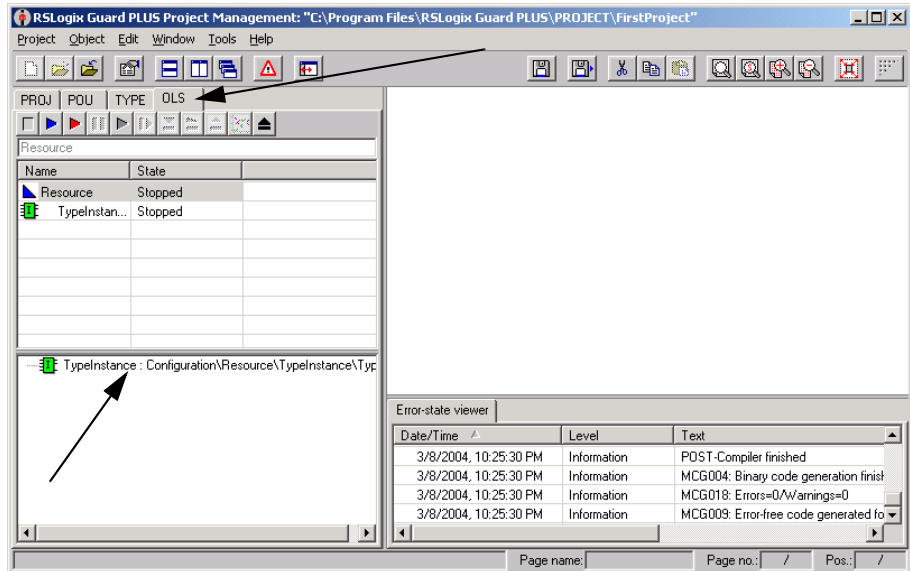 RSLogix Guard PLUS Project Management: "C:\Program Files\RSLogix Guard PLUS\PROJECT\FirstProject"
Project Object Edit Window Tools Help
PROJ POU TYPE OLS
Resource
Name State
Resource Stopped
TypeInstan... Stopped
TypeInstance : Configuration\Resource\TypeInstance\Typ
Error-state viewer
Date/Time Level Text
3/8/2004, 10:25:30 PM Information POST-Compiler finished
3/8/2004, 10:25:30 PM Information MCG004: Binary code generation finish
3/8/2004, 10:25:30 PM Information MCG018: Errors=0/Warnings=0
3/8/2004, 10:25:30 PM Information MCG009: Error-free code generated fo
Page name: Page no.: / Pos.: /